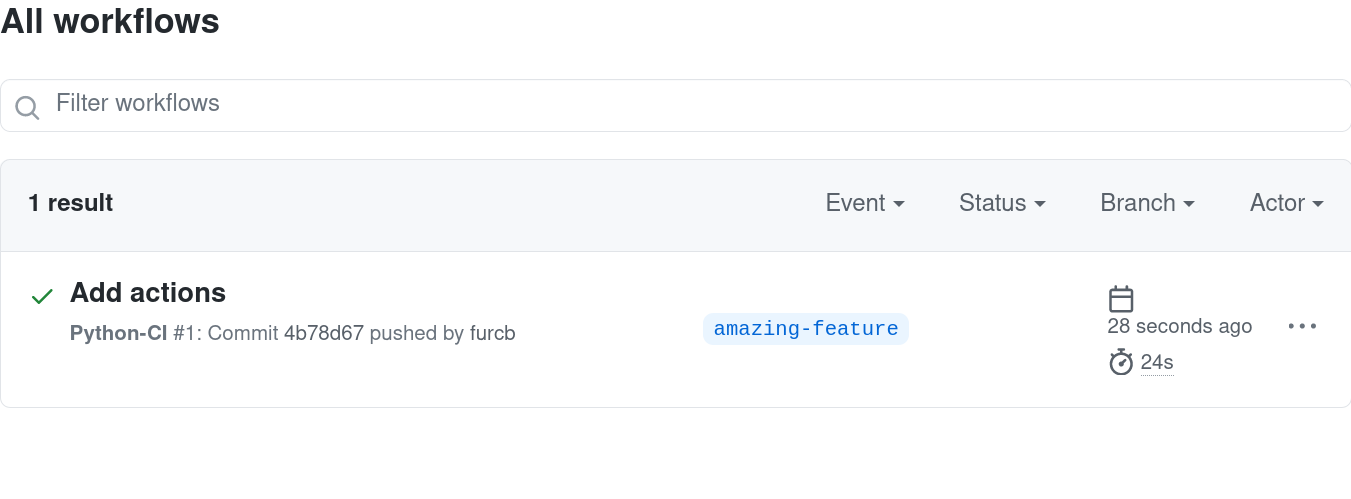 All workflows
Filter workflows
1 result
Event
Status
Branch
Actor
Add actions
Python-CI #1: Commit 4b78d67 pushed by furcb
amazing-feature
28 seconds ago
24s